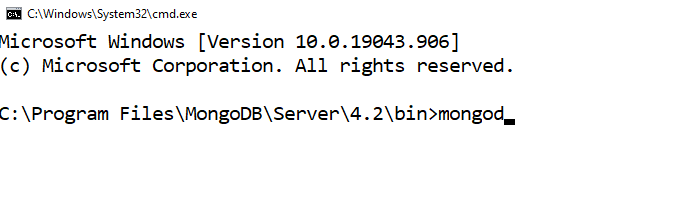 C:\Windows\System32\cmd.exe
Microsoft Windows [Version 10.0.19043.906]
(c) Microsoft Corporation. All rights reserved.
C:\Program Files\MongoDB\Server\4.2\bin>mongod